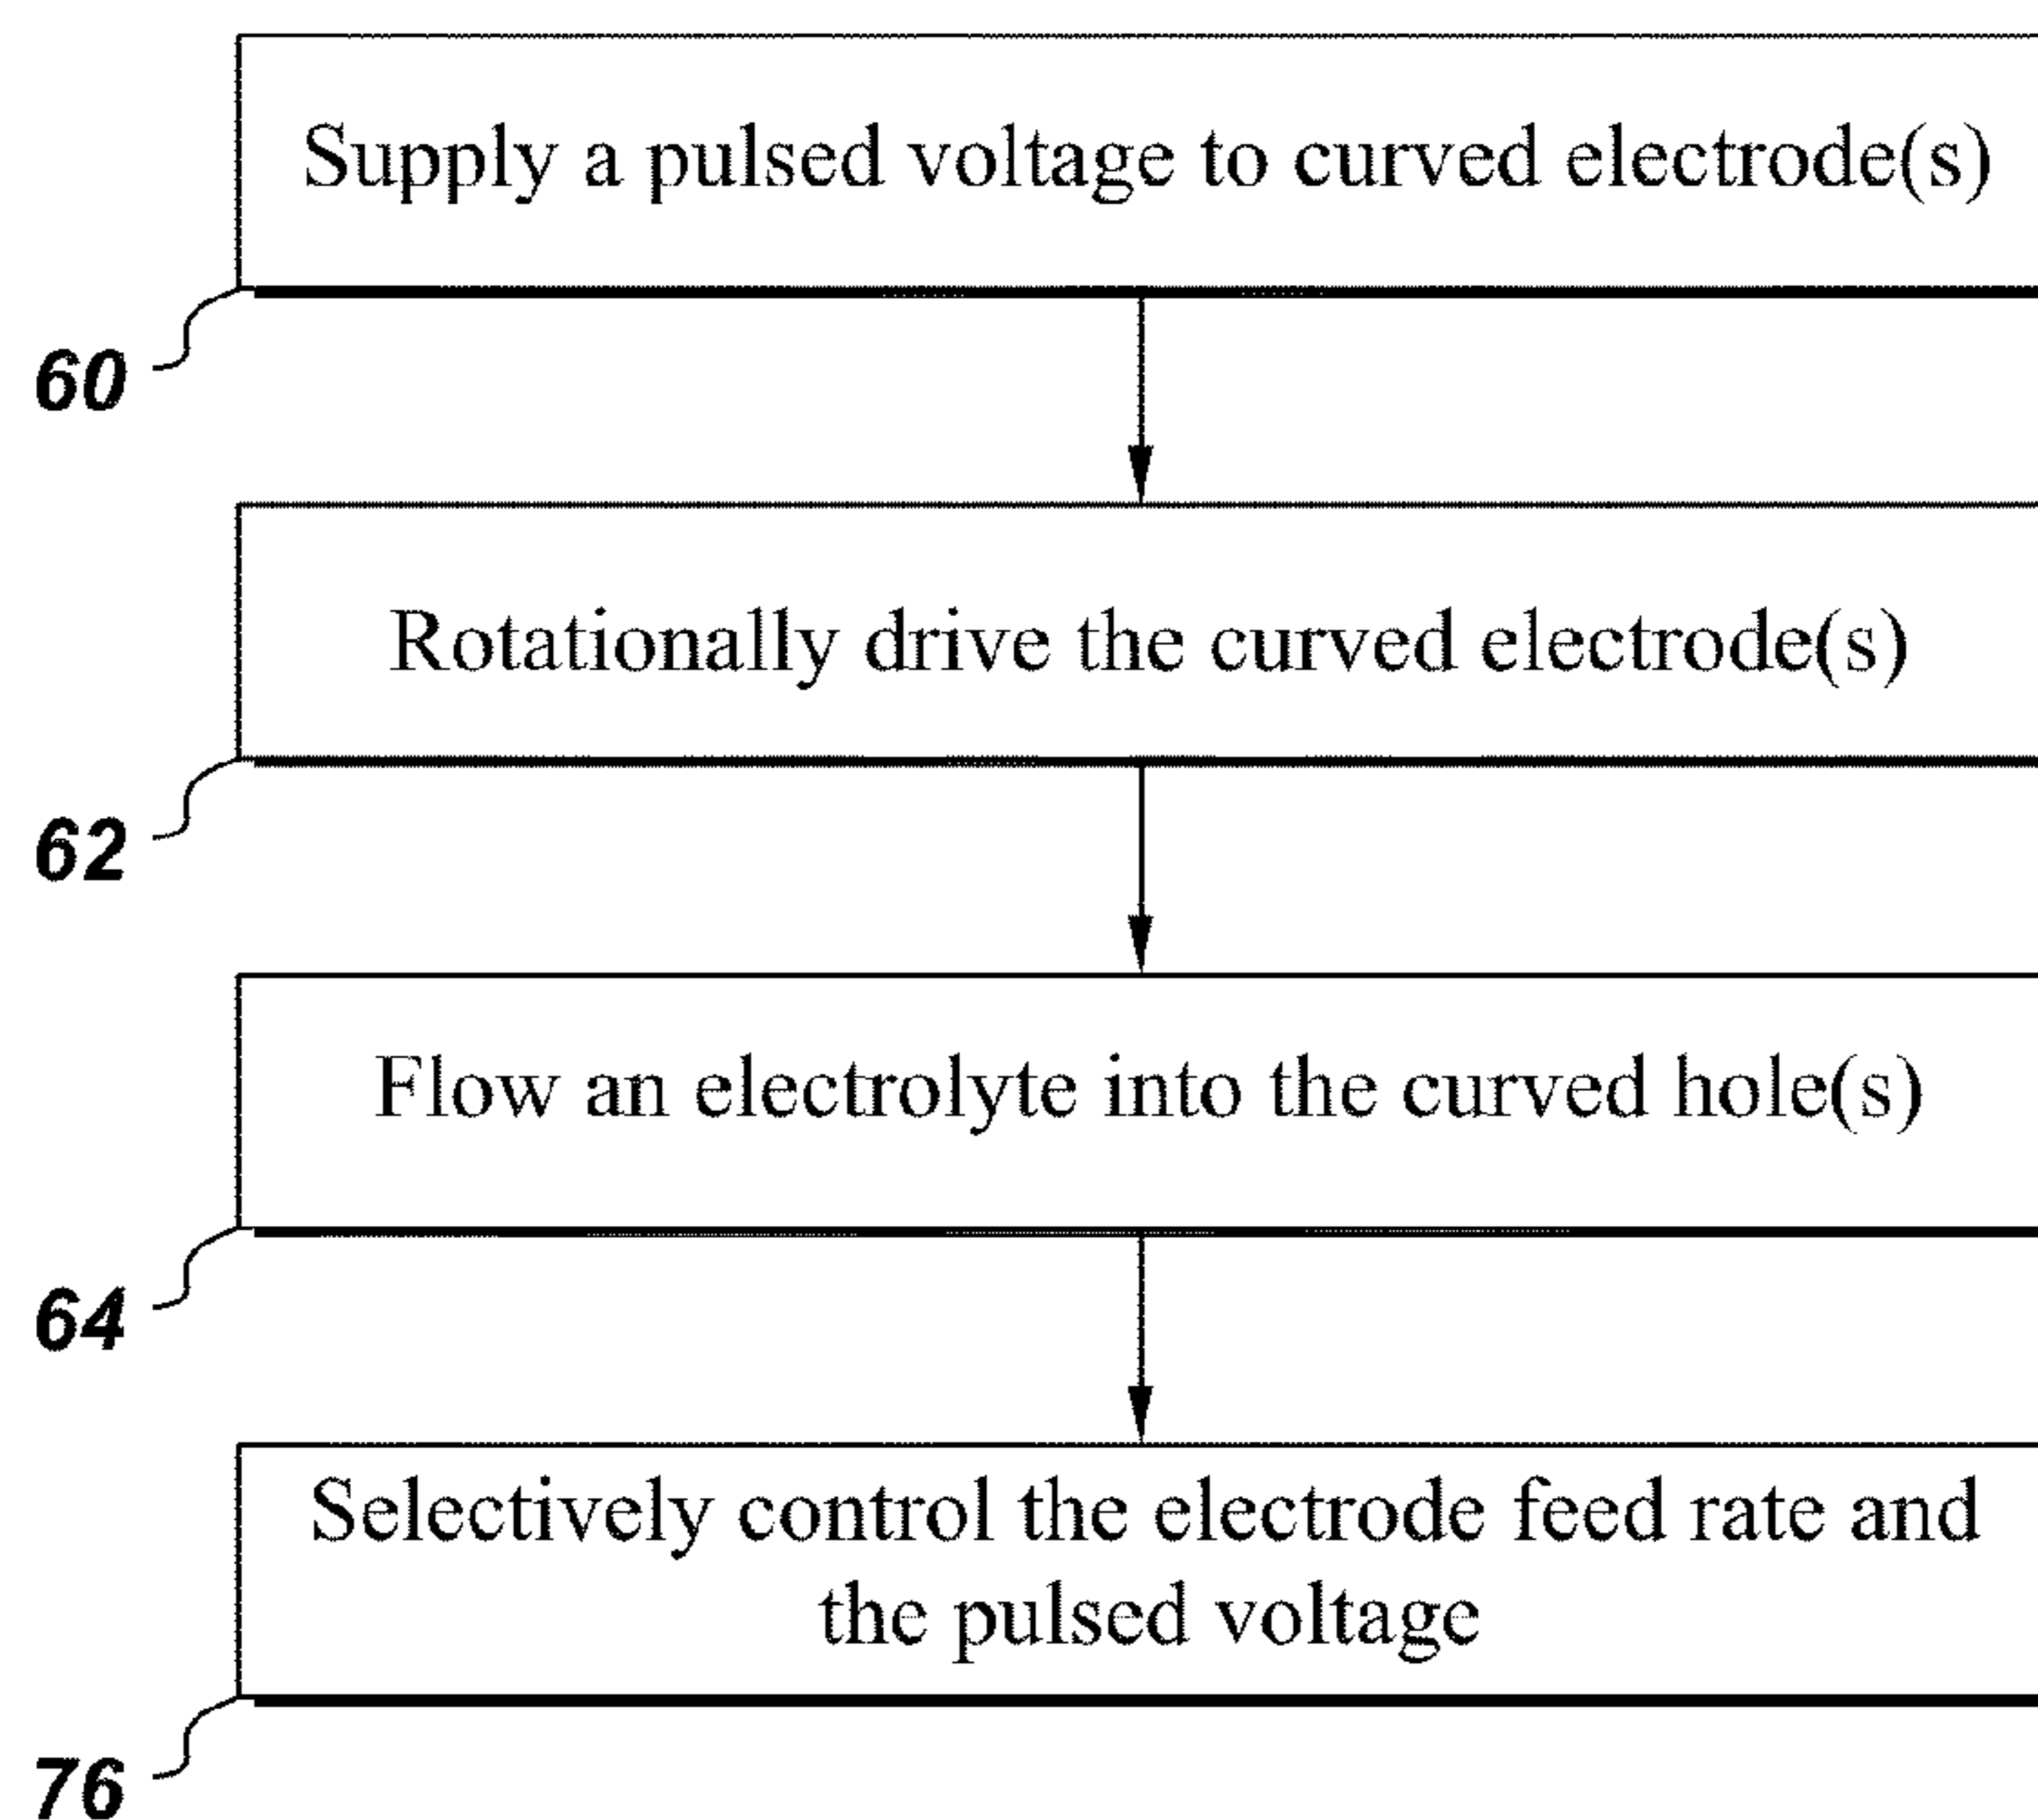 Supply a pulsed voltage to curved electrode(s)
60
Rotationally drive the curved electrode(s)
62
Flow an electrolyte into the curved hole(s)
64
Selectively control the electrode feed rate and
the pulsed voltage
76